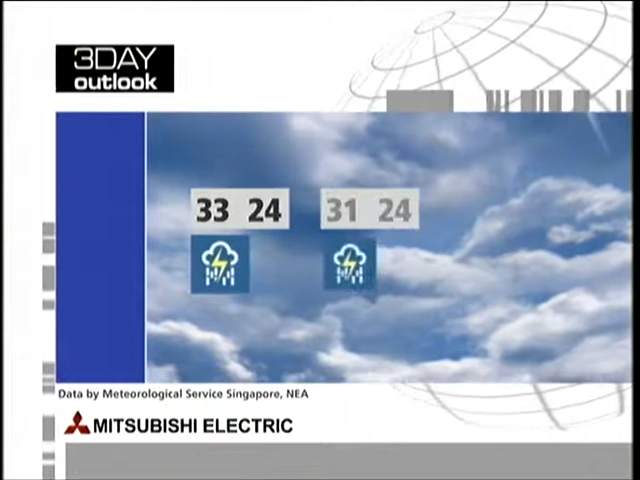 3DAY
outlook
33 24 31 24
Data by Meteorological Service Singapore, NEA
MITSUBISHI ELECTRIC